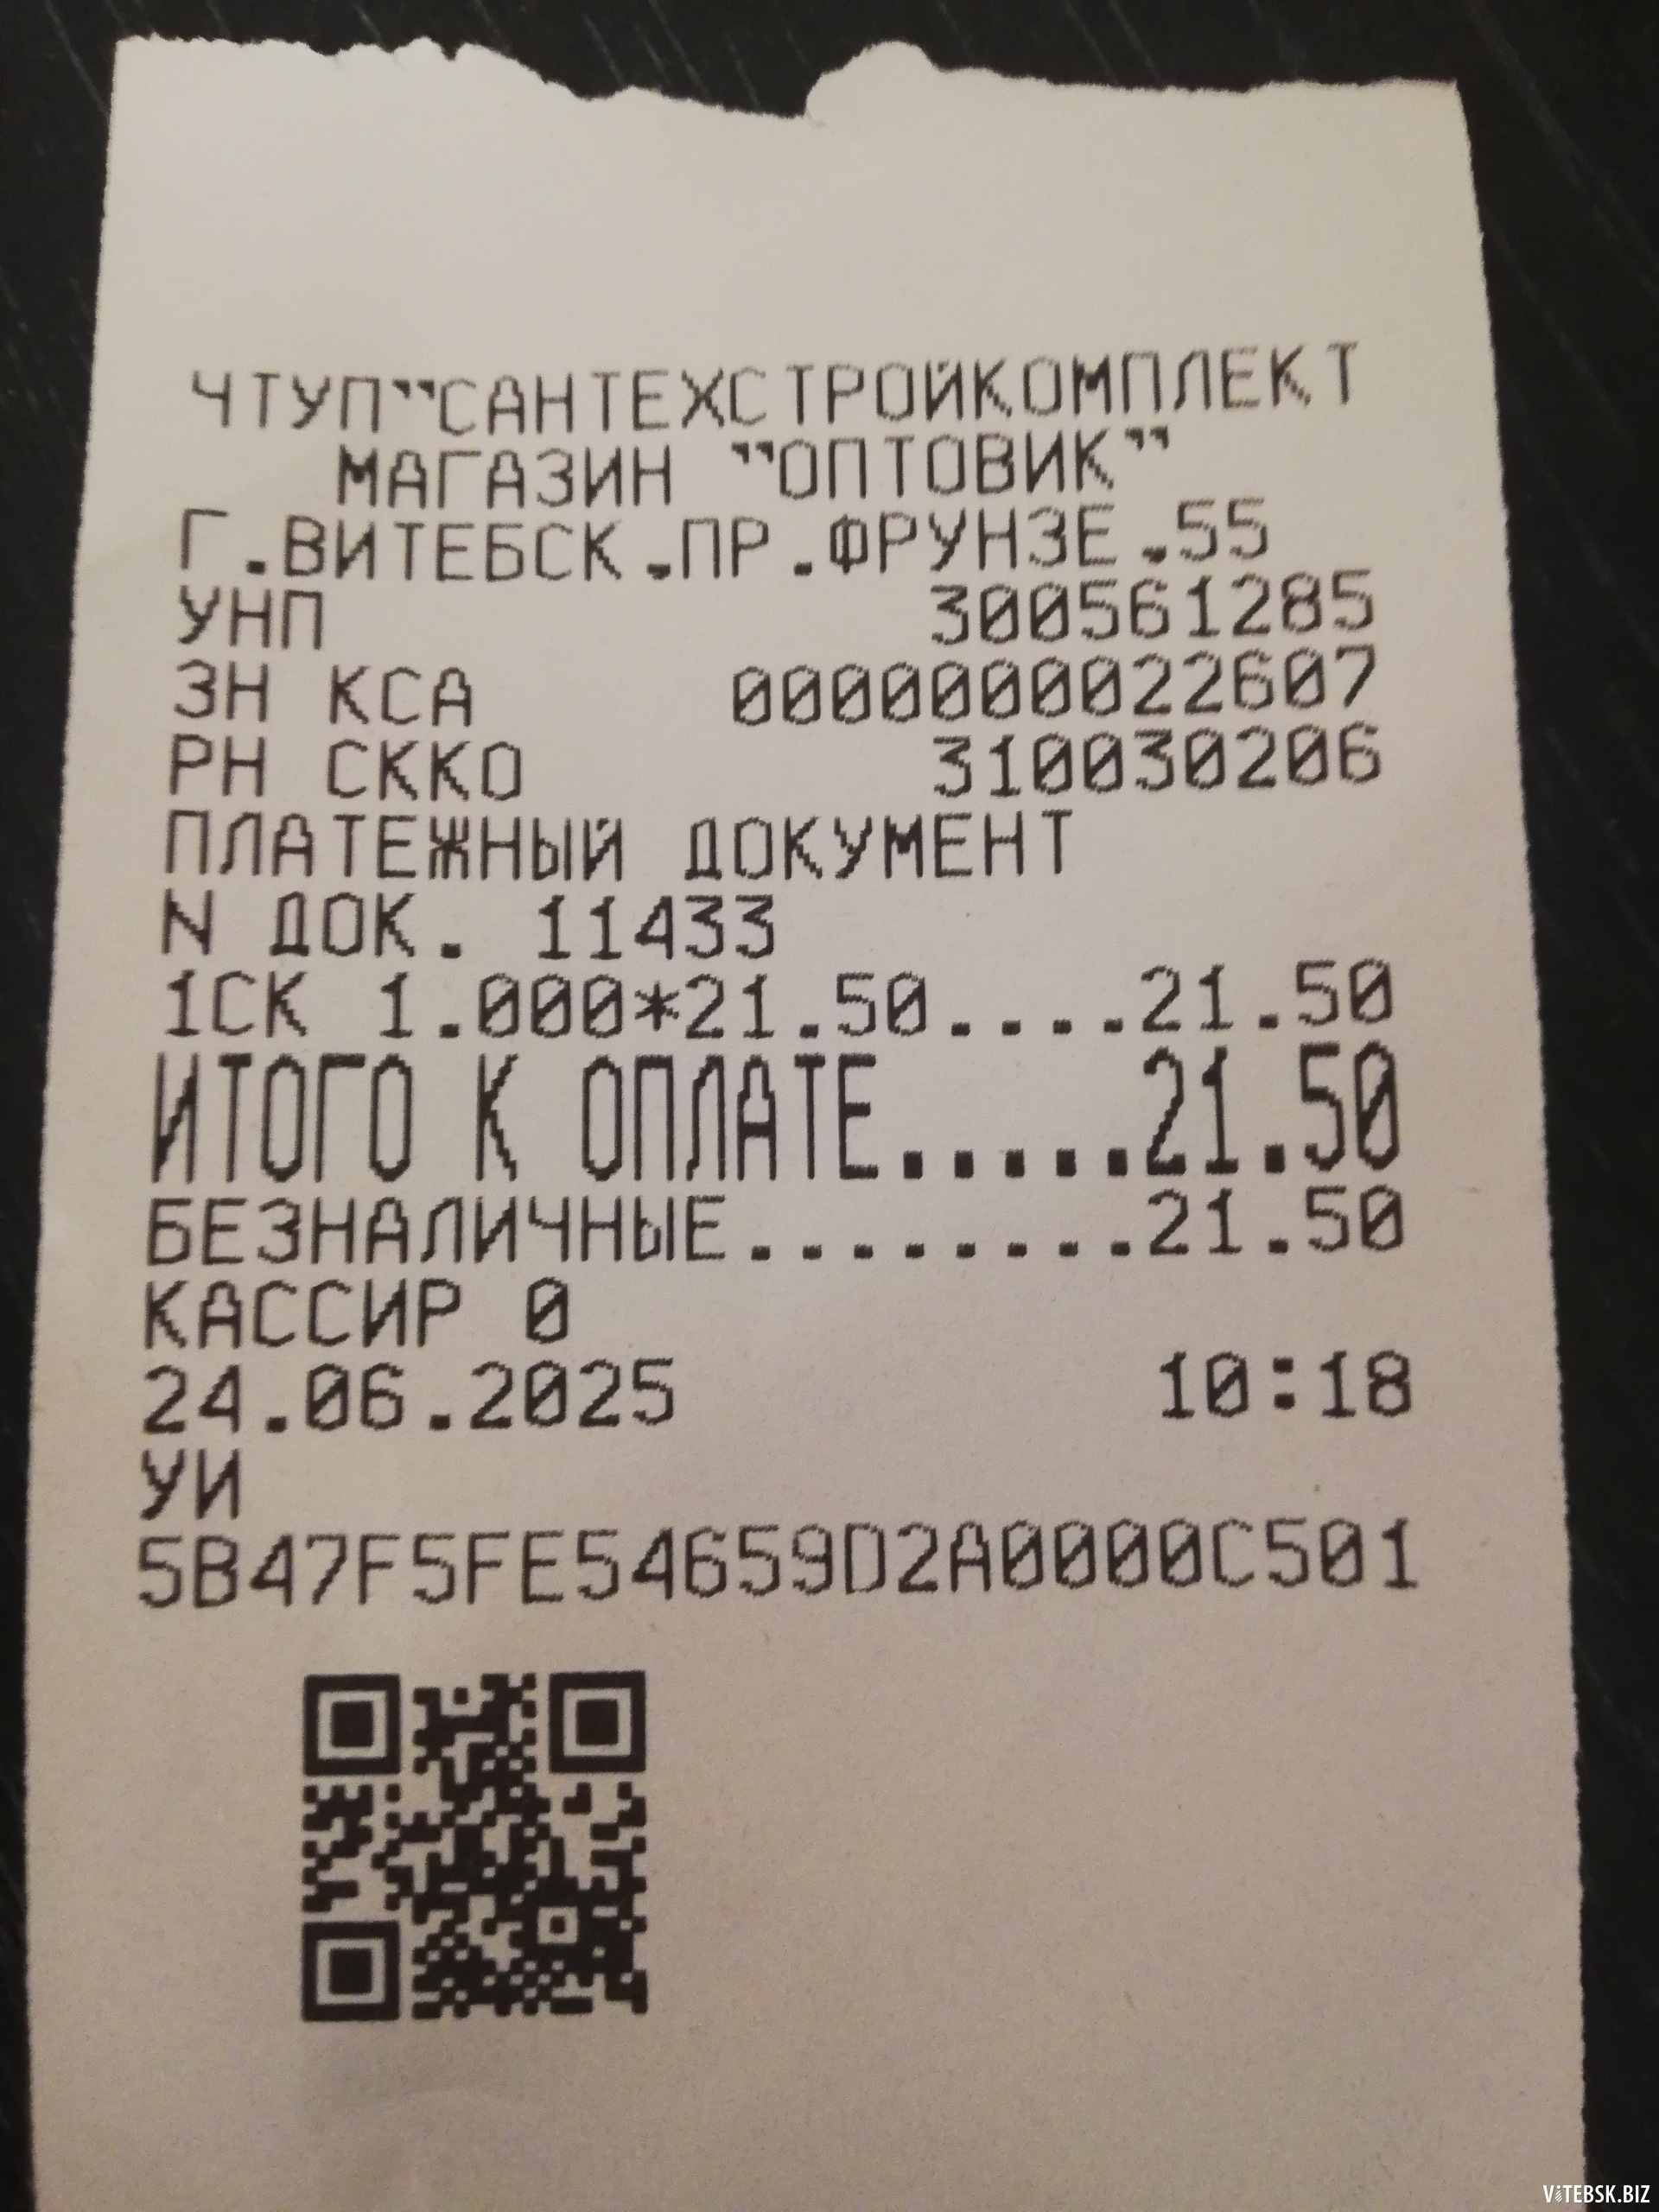 ЧТУП"САНТЕХСТРОЙКОМПЛЕКТ
МАГАЗИН "ОПТОВИК"
Г.ВИТЕБСК.ПР.ФРУНЗЕ.55
УНП 300561285
ЗН КСА 0000000022607
РН СККО 310030206
ПЛАТЕЖНЫЙ ДОКУМЕНТ
N ДОК. 11433
1СК 1.000*21.50....21.50
ИТОГО К ОПЛАТЕ.....21.50
БЕЗНАЛИЧНЫЕ........21.50
КАССИР 0
24.06.2025 10:18
УИ
5B47F5FE54659D2A0000C501
ViTEBSK.BIZ